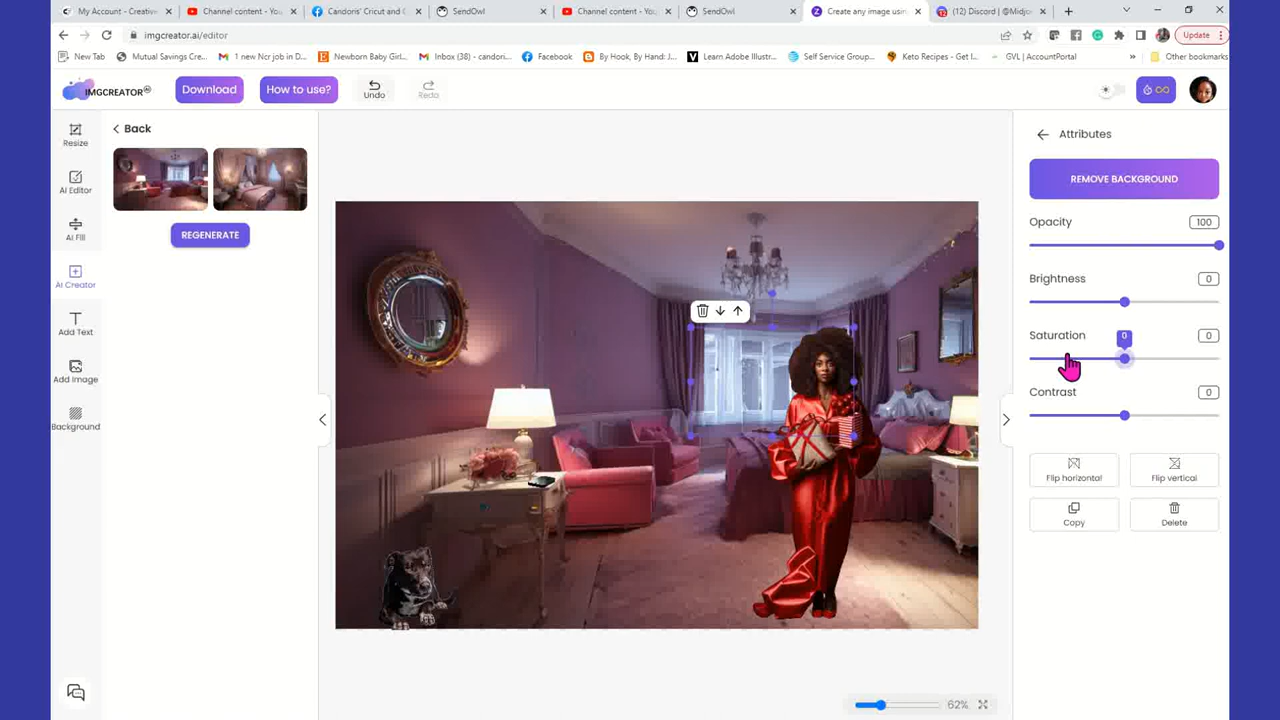 My Account - Creative
Channel content - You
Candoris' Cricut and C
SendOwl
Channel content - You
SendOwl
Create any image using
(12) Discord | @Midjo
imgcreator.ai/editor
Update
New Tab
Mutual Savings Cre...
1 new Ncr job in D...
Newborn Baby Girl...
Inbox (38) - candori...
Facebook
By Hook, By Hand: J...
Learn Adobe Illustr...
Self Service Group...
Keto Recipes - Get I...
GVL | AccountPortal
»
Other bookmarks
IMGCREATOR AI
Download
How to use?
Undo
Redo
Resize
AI Editor
AI Fill
AI Creator
Add Text
Add Image
Background
Back
REGENERATE
Attributes
REMOVE BACKGROUND
Opacity 100
Brightness 0
Saturation 0 0
Contrast 0
Flip horizontal
Flip vertical
Copy
Delete
62%